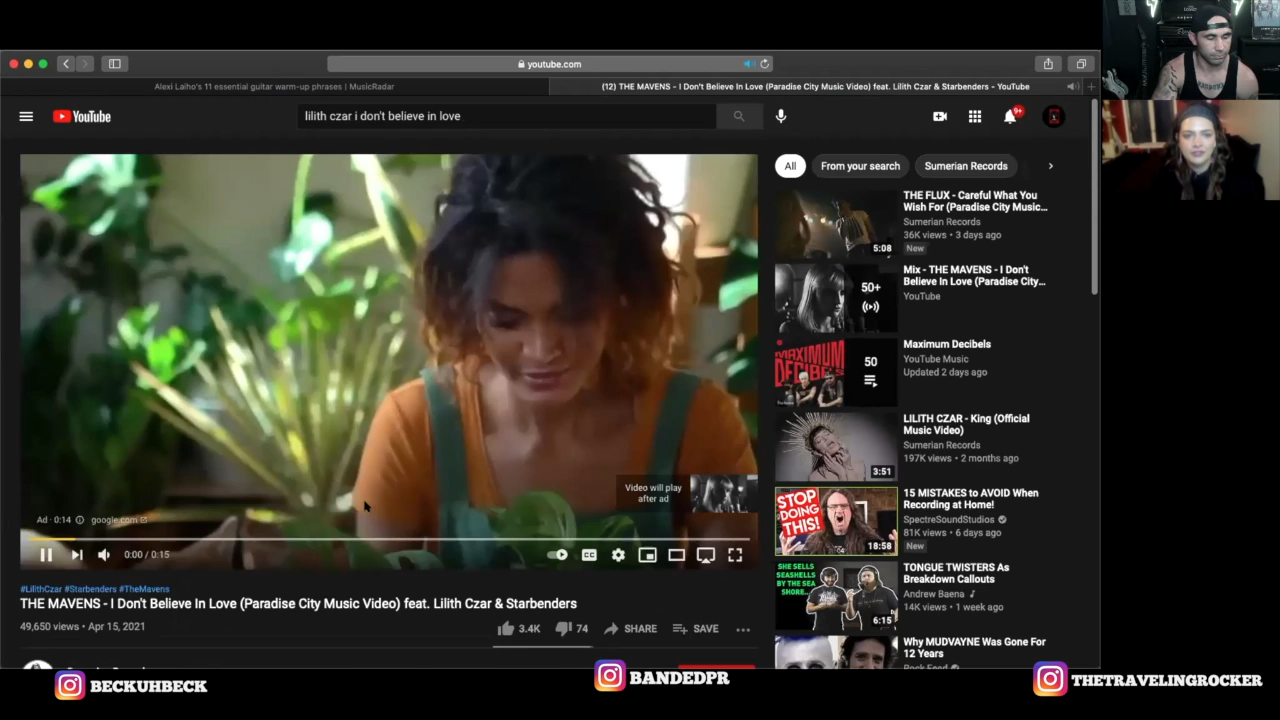 youtube.com
Alexi Laiho's 11 essential guitar warm-up phrases | MusicRadar
(12) THE MAVENS - I Don't Believe In Love (Paradise City Music Video) feat. Lilith Czar & Starbenders - YouTube
YouTube
lilith czar i don't believe in love
9+
All
From your search
Sumerian Records
THE FLUX - Careful What You
Wish For (Paradise City Music...
Sumerian Records
36K views • 3 days ago
New
5:08
Mix - THE MAVENS - I Don't
Believe In Love (Paradise City...
YouTube
50+
MAXIMUM
DECIBELS
50
Maximum Decibels
YouTube Music
Updated 2 days ago
LILITH CZAR - King (Official
Music Video)
Sumerian Records
197K views • 2 months ago
3:51
STOP
DOING
THIS!
18:58
15 MISTAKES to AVOID When
Recording at Home!
SpectreSoundStudios
81K views • 6 days ago
New
SHE SELLS
SEASHELLS
BY THE SEA
SHORE...
6:15
TONGUE TWISTERS As
Breakdown Callouts
Andrew Baena
14K views • 1 week ago
Why MUDVAYNE Was Gone For
12 Years
Rock Feed
Video will play
after ad
Ad · 0:14
google.com
0:00 / 0:15
#LilithCzar #Starbenders #TheMavens
THE MAVENS - I Don't Believe In Love (Paradise City Music Video) feat. Lilith Czar & Starbenders
49,650 views • Apr 15, 2021
3.4K
74
SHARE
SAVE
BECKUHBECK
BANDEDPR
THETRAVELINGROCKER